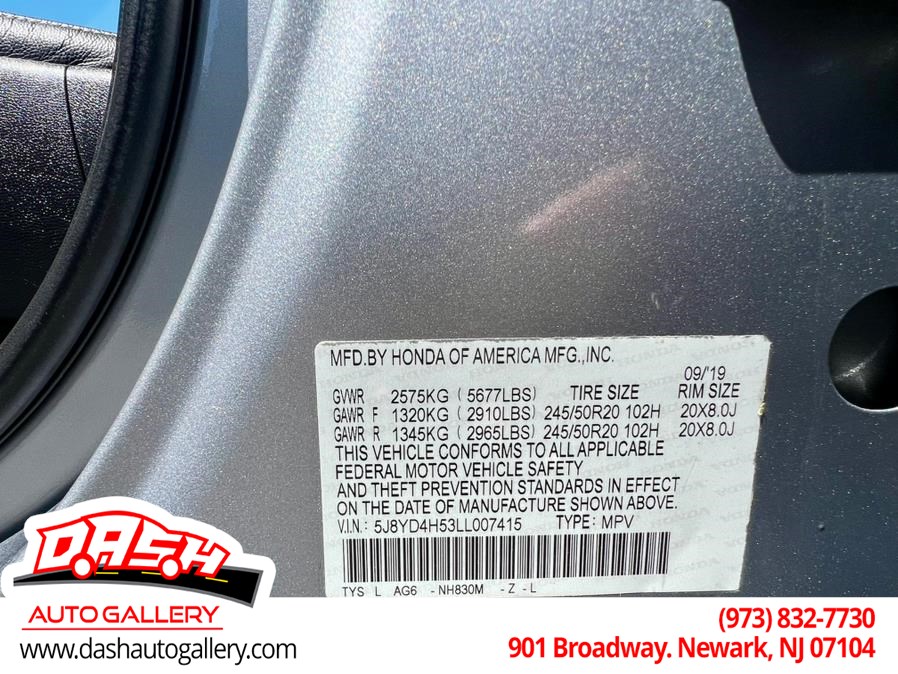 MFD.BY HONDA OF AMERICA MFG.,INC.
09/'19
GVWR 2575KG (5677LBS) TIRE SIZE RIM SIZE
GAWR F 1320KG (2910LBS) 245/50R20 102H 20X8.0J
GAWR R 1345KG (2965LBS) 245/50R20 102H 20X8.0J
THIS VEHICLE CONFORMS TO ALL APPLICABLE
FEDERAL MOTOR VEHICLE SAFETY
AND THEFT PREVENTION STANDARDS IN EFFECT
ON THE DATE OF MANUFACTURE SHOWN ABOVE.
V.I.N.: 5J8YD4H53LL007415 TYPE: MPV
TYS L AG6 -NH830M -Z -L
DASH
AUTO GALLERY
www.dashautogallery.com
(973) 832-7730
901 Broadway. Newark, NJ 07104